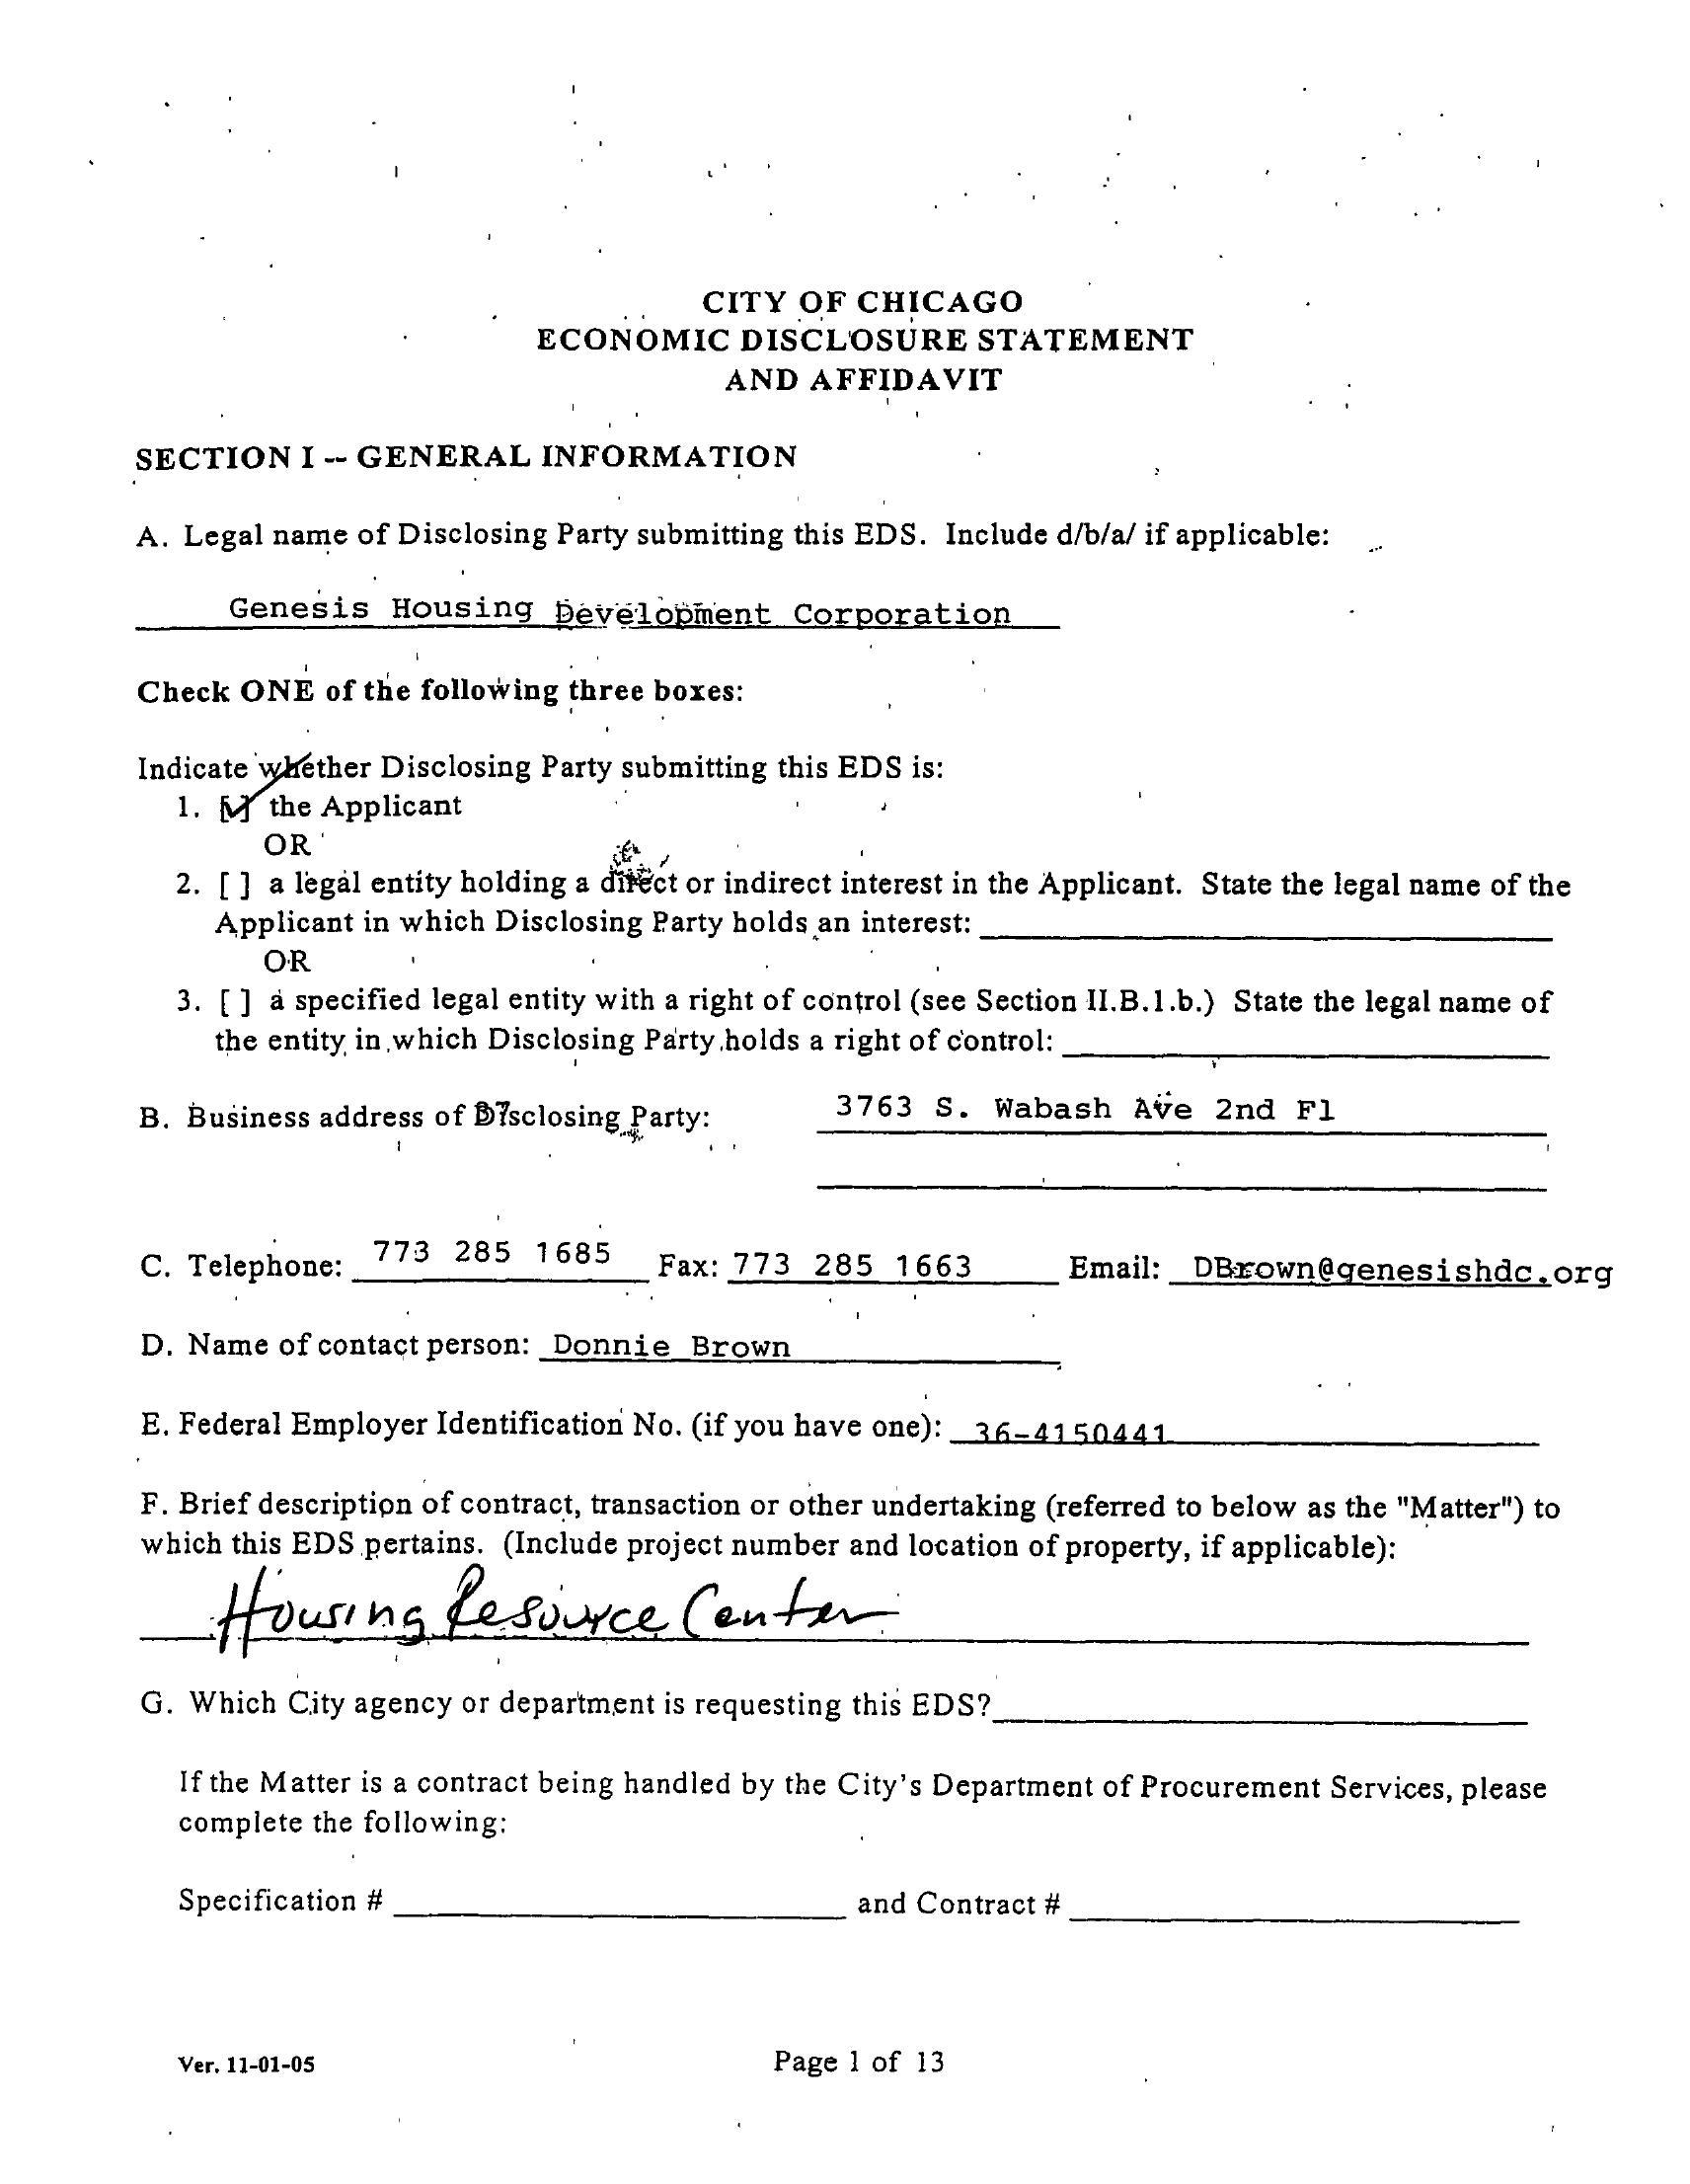 CITY OF CHICAGO
ECONOMIC DISCLOSURE STATEMENT
AND AFFIDAVIT
SECTION I -- GENERAL INFORMATION
A. Legal name of Disclosing Party submitting this EDS. Include d/b/a/ if applicable:
Genesis Housing Development Corporation
Check ONE of the following three boxes:
Indicate whether Disclosing Party submitting this EDS is:
1. [✓] the Applicant
OR
2. [ ] a legal entity holding a direct or indirect interest in the Applicant. State the legal name of the
Applicant in which Disclosing Party holds an interest:
OR
3. [ ] a specified legal entity with a right of control (see Section II.B.1.b.) State the legal name of
the entity in which Disclosing Party holds a right of control:
B. Business address of Disclosing Party: 3763 S. Wabash Ave 2nd Fl
C. Telephone: 773 285 1685 Fax: 773 285 1663 Email: DBrown@genesishdc.org
D. Name of contact person: Donnie Brown
E. Federal Employer Identification No. (if you have one): 36-4150441
F. Brief description of contract, transaction or other undertaking (referred to below as the "Matter") to
which this EDS pertains. (Include project number and location of property, if applicable):
Housing Resource Center
G. Which City agency or department is requesting this EDS?
If the Matter is a contract being handled by the City's Department of Procurement Services, please
complete the following:
Specification # and Contract #
Ver. 11-01-05 Page 1 of 13